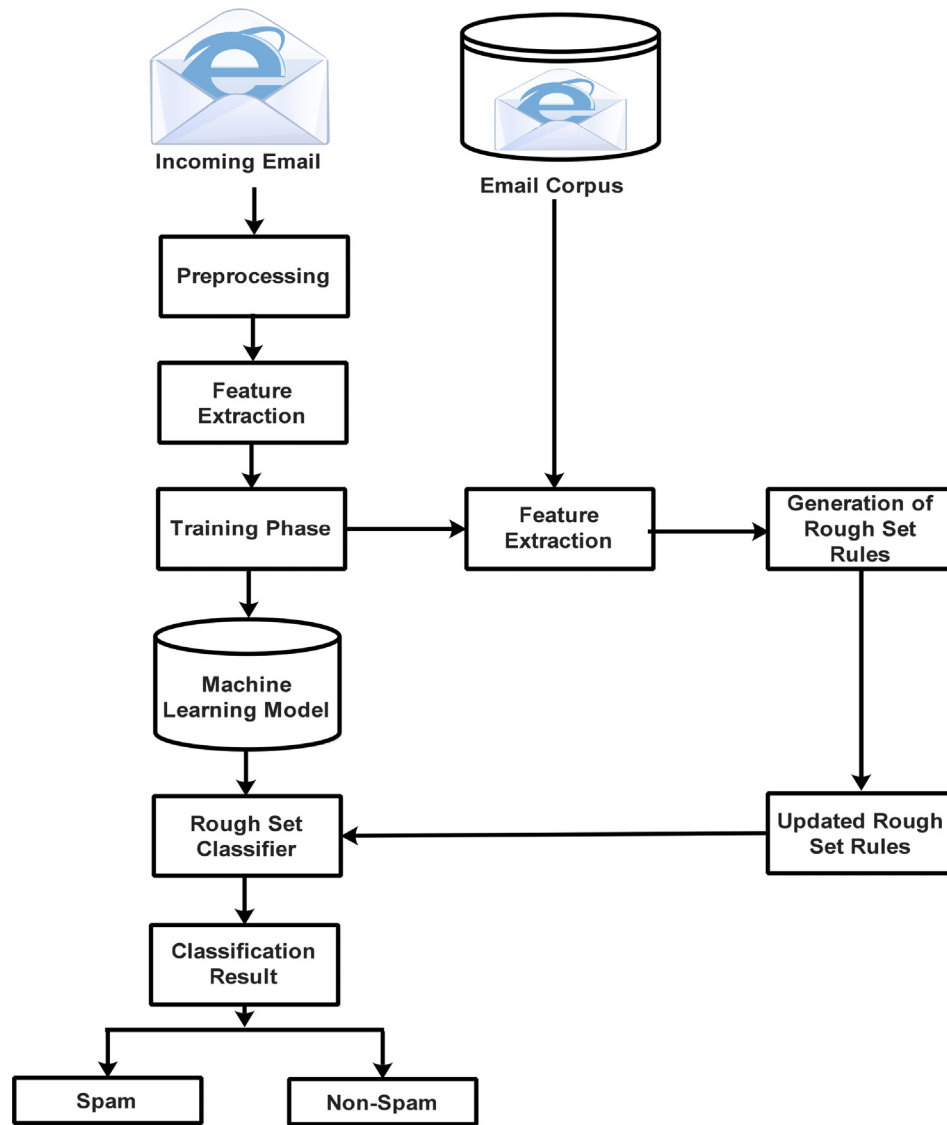 Incoming Email
Email Corpus
Preprocessing
Feature
Extraction
Training Phase
Feature
Extraction
Generation of
Rough Set
Rules
Machine
Learning Model
Rough Set
Classifier
Updated Rough
Set Rules
Classification
Result
Spam
Non-Spam